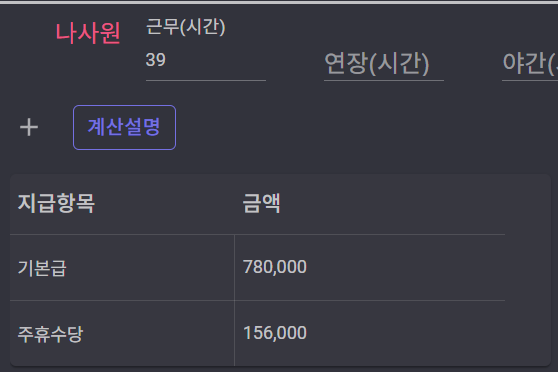 나사원 근무(시간)
39 연장(시간) 야간(
+ 계산설명
지급항목 금액
기본급 780,000
주휴수당 156,000